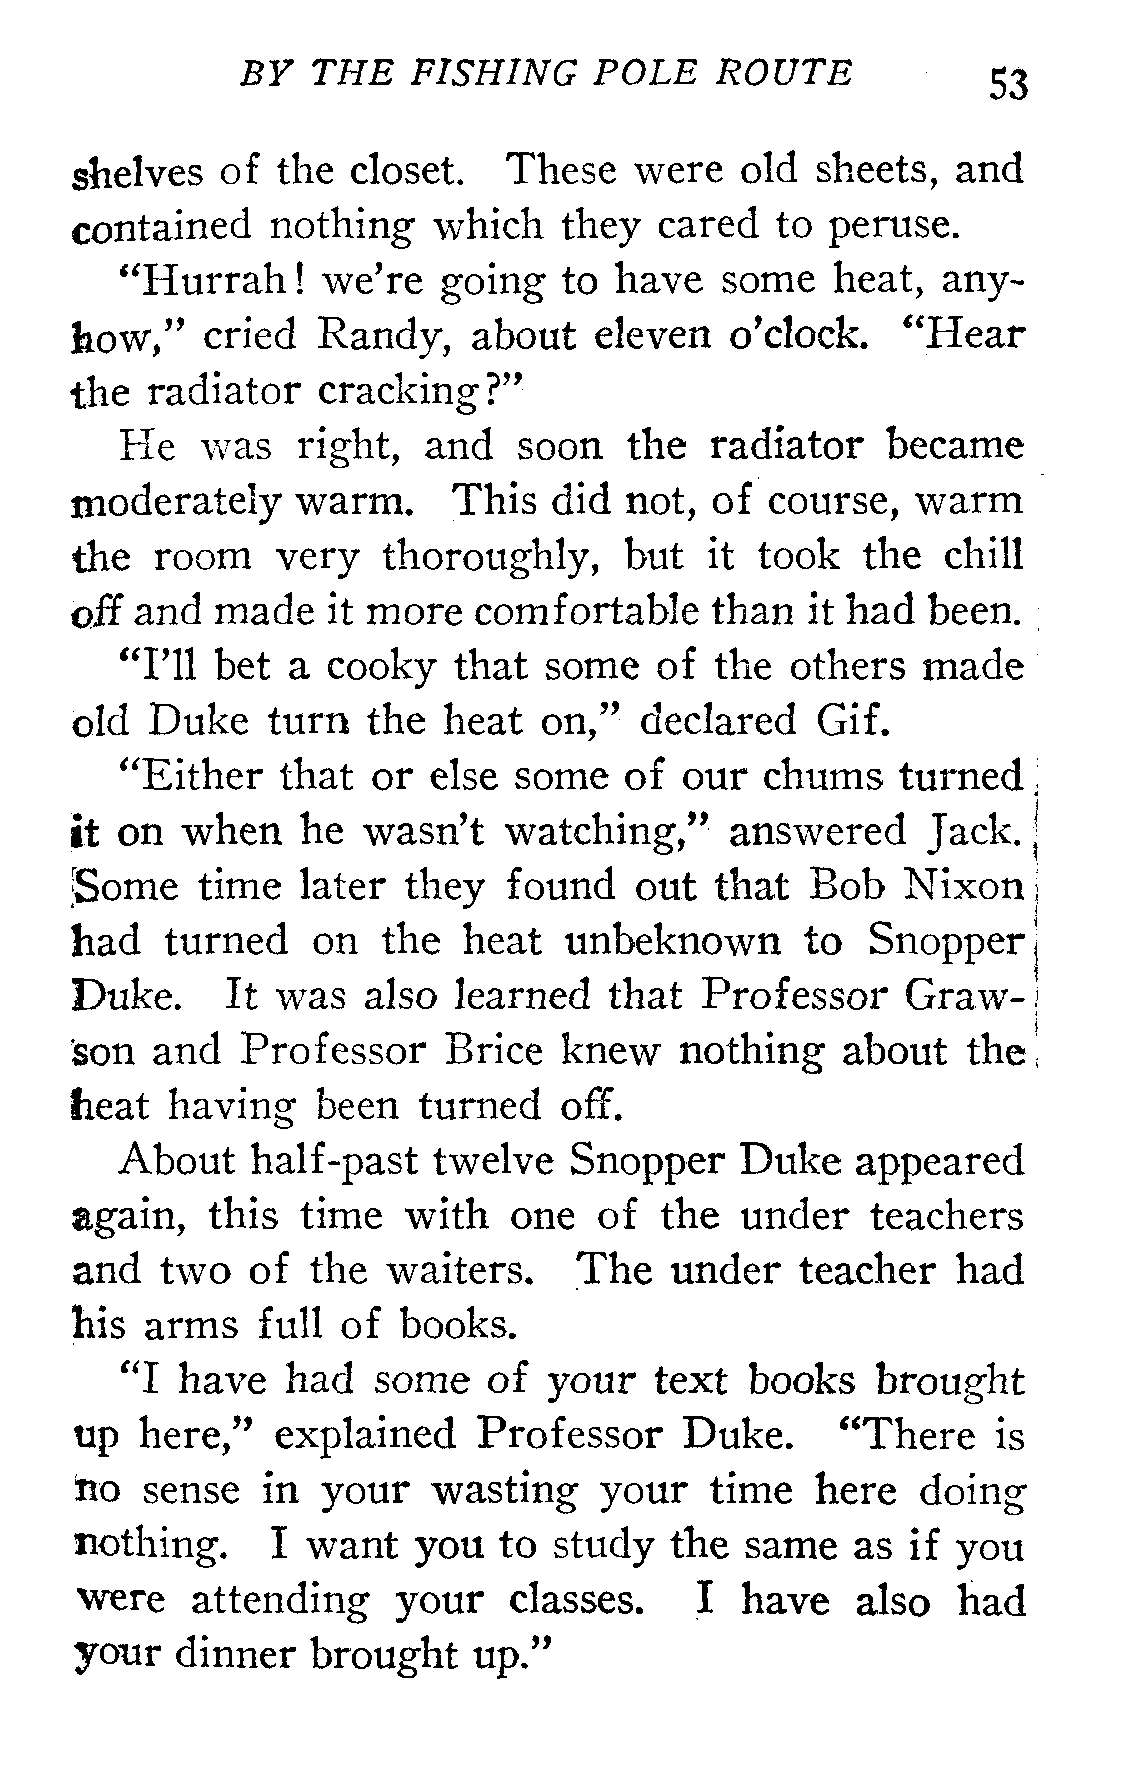 BY THE FISHING POLE ROUTE 53
shelves of the closet. These were old sheets, and
contained nothing which they cared to peruse.
“Hurrah! we’re going to have some heat, any-
how,” cried Randy, about eleven o’clock. “Hear
the radiator cracking?”
He was right, and soon the radiator became
moderately warm. This did not, of course, warm
the room very thoroughly, but it took the chill
off and made it more comfortable than it had been.
“I’ll bet a cooky that some of the others made
old Duke turn the heat on,” declared Gif.
“Either that or else some of our chums turned
it on when he wasn’t watching,” answered Jack.
Some time later they found out that Bob Nixon
had turned on the heat unbeknown to Snopper
Duke. It was also learned that Professor Graw-
son and Professor Brice knew nothing about the
heat having been turned off.
About half-past twelve Snopper Duke appeared
again, this time with one of the under teachers
and two of the waiters. The under teacher had
his arms full of books.
“I have had some of your text books brought
up here,” explained Professor Duke. “There is
no sense in your wasting your time here doing
nothing. I want you to study the same as if you
were attending your classes. I have also had
your dinner brought up.”